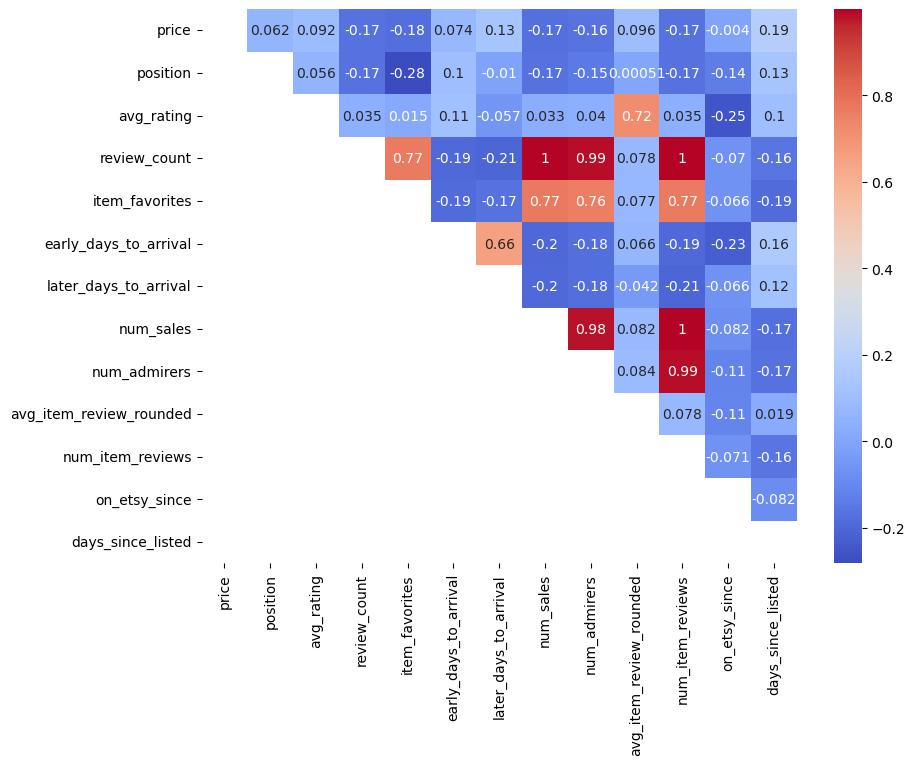 price 0.062 0.092 -0.17 -0.18 0.074 0.13 -0.17 -0.16 0.096 -0.17 -0.004 0.19
position 0.056 -0.17 -0.28 0.1 -0.01 -0.17 -0.15 0.00051 -0.17 -0.14 0.13
avg_rating 0.035 0.015 0.11 -0.057 0.033 0.04 0.72 0.035 -0.25 0.1
review_count 0.77 -0.19 -0.21 1 0.99 0.078 1 -0.07 -0.16
item_favorites -0.19 -0.17 0.77 0.76 0.077 0.77 -0.066 -0.19
early_days_to_arrival 0.66 -0.2 -0.18 0.066 -0.19 -0.23 0.16
later_days_to_arrival -0.2 -0.18 -0.042 -0.21 -0.066 0.12
num_sales 0.98 0.082 1 -0.082 -0.17
num_admirers 0.084 0.99 -0.11 -0.17
avg_item_review_rounded 0.078 -0.11 0.019
num_item_reviews -0.071 -0.16
on_etsy_since -0.082
days_since_listed
price
position
avg_rating
review_count
item_favorites
early_days_to_arrival
later_days_to_arrival
num_sales
num_admirers
avg_item_review_rounded
num_item_reviews
on_etsy_since
days_since_listed
0.8
0.6
0.4
0.2
0.0
−0.2